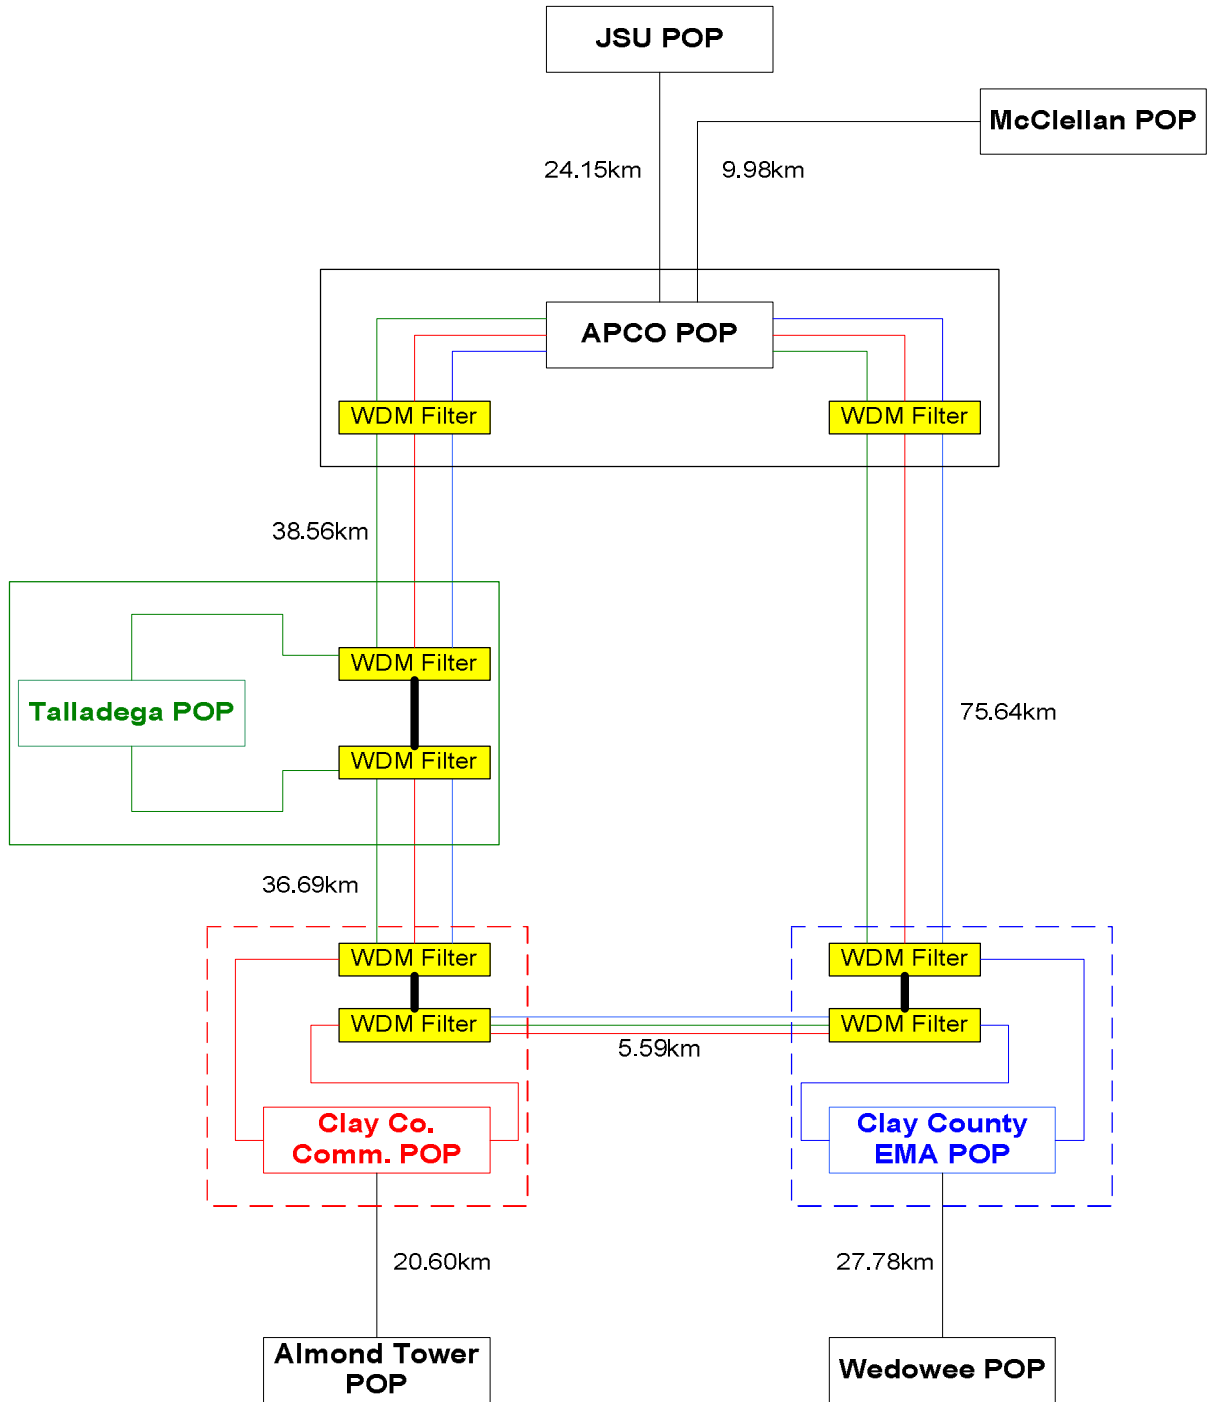 JSU POP
McClellan POP
24.15km
9.98km
APCO POP
WDM Filter
WDM Filter
38.56km
WDM Filter
Talladega POP
75.64km
WDM Filter
36.69km
WDM Filter
WDM Filter
WDM Filter
WDM Filter
5.59km
Clay Co.
Comm. POP
Clay County
EMA POP
20.60km
27.78km
Almond Tower
POP
Wedowee POP